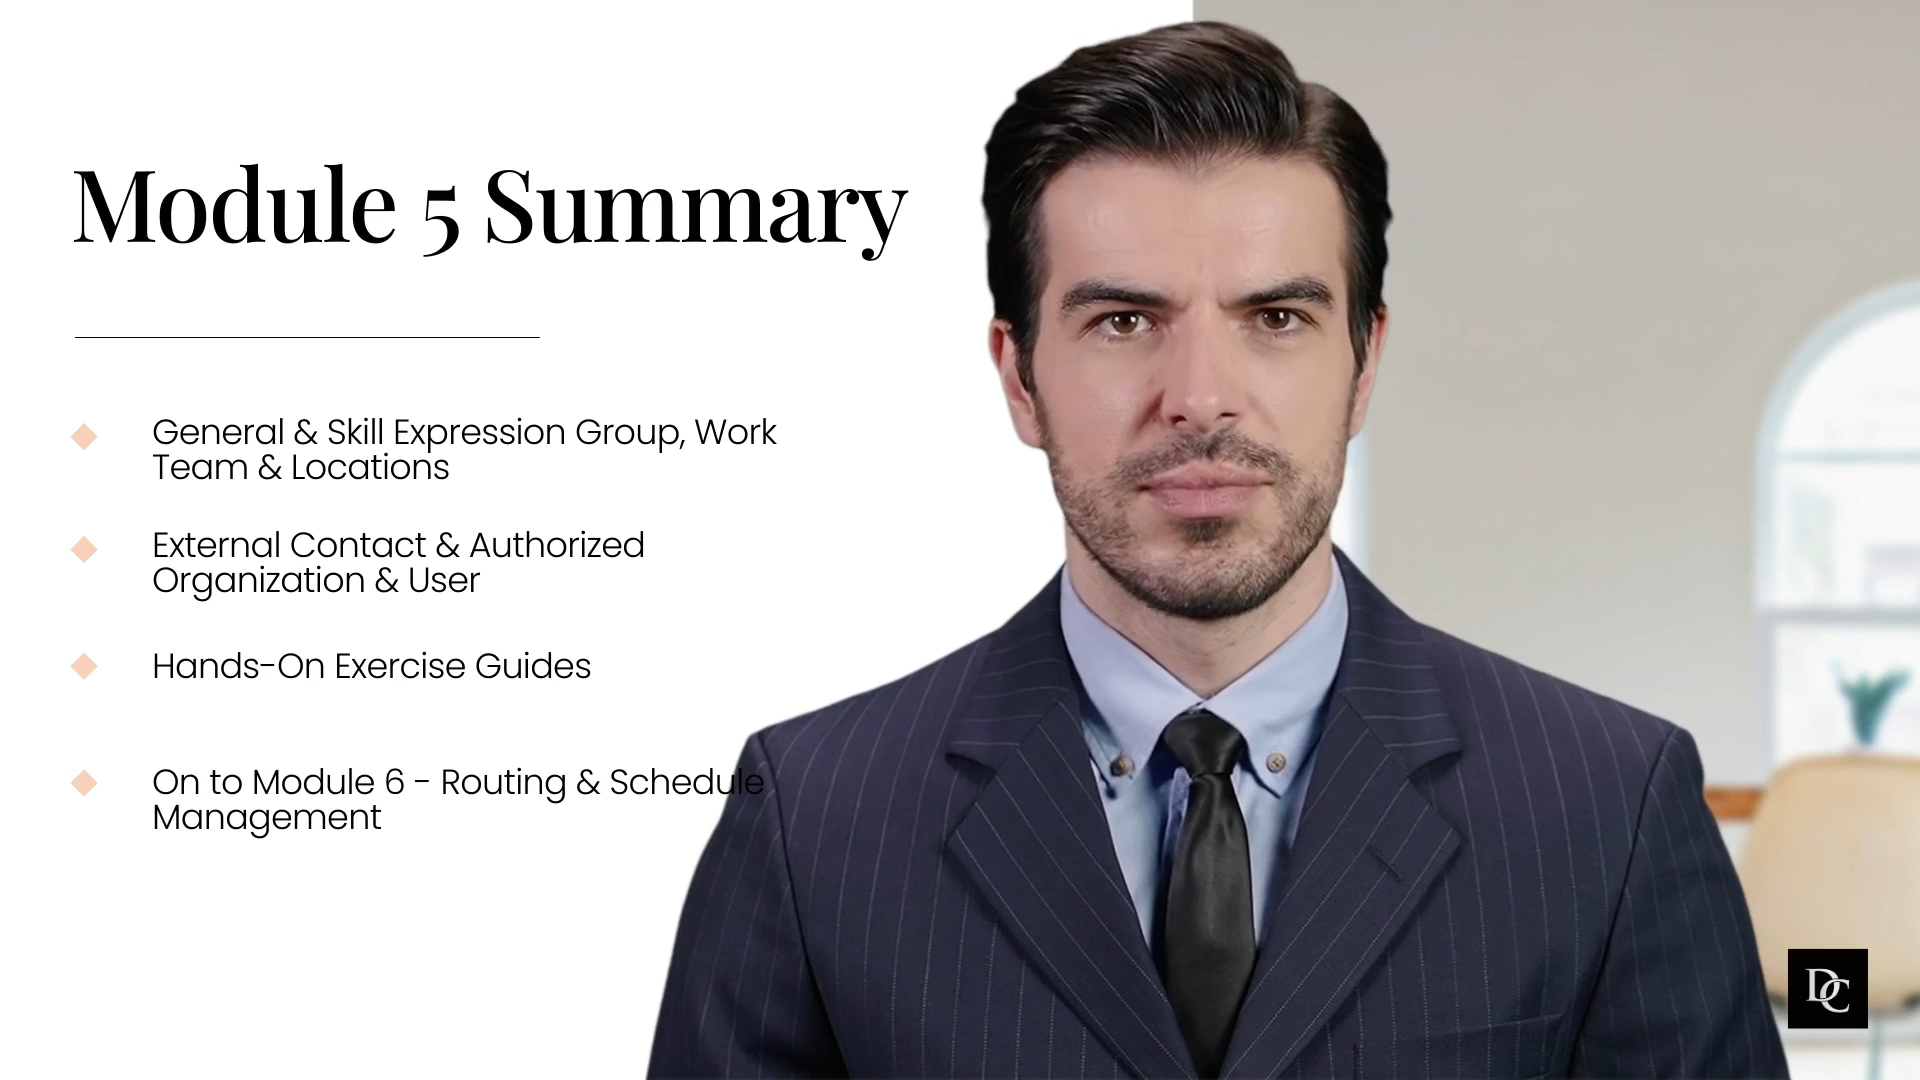 Module 5 Summary
General & Skill Expression Group, Work
Team & Locations
External Contact & Authorized
Organization & User
Hands-On Exercise Guides
On to Module 6 - Routing & Schedule
Management
DC